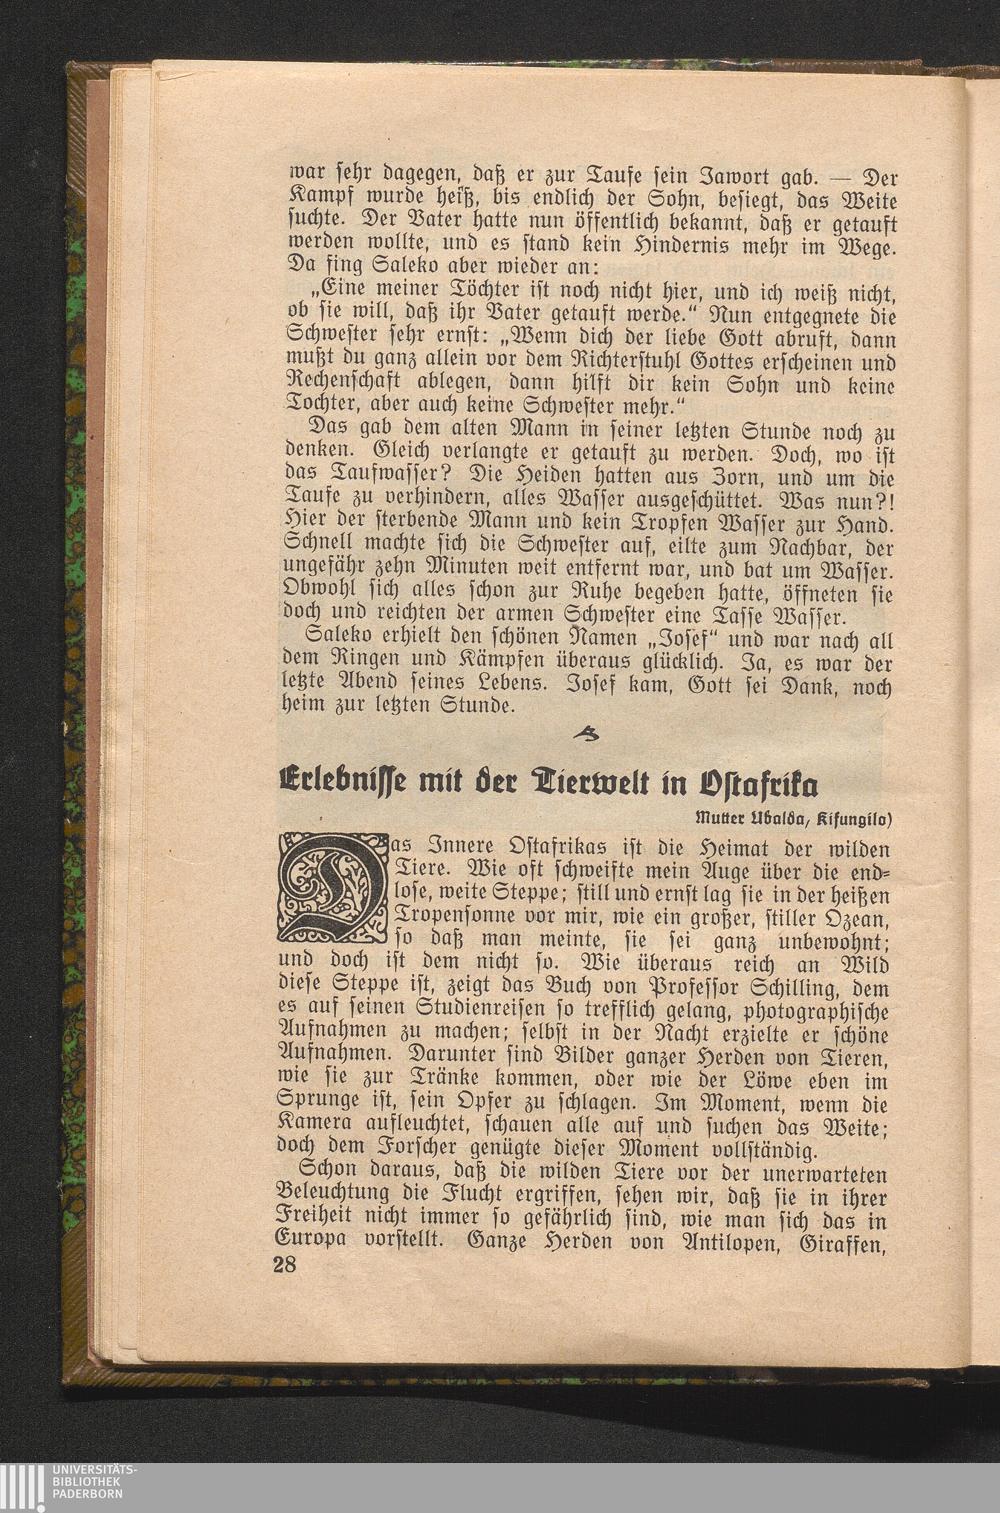 war sehr dagegen, daß er zur Taufe sein Jawort gab. — Der
Kampf wurde heiß, bis endlich der Sohn, besiegt, das Weite
suchte. Der Vater hatte nun öffentlich bekannt, daß er getauft
werden wollte, und es stand kein Hindernis mehr im Wege.
Da fing Saleko aber wieder an:
„Eine meiner Töchter ist noch nicht hier, und ich weiß nicht,
ob sie will, daß ihr Vater getauft werde.“ Nun entgegnete die
Schwester sehr ernst: „Wenn dich der liebe Gott abruft, dann
mußt du ganz allein vor dem Richterstuhl Gottes erscheinen und
Rechenschaft ablegen, dann hilft dir kein Sohn und keine
Tochter, aber auch keine Schwester mehr.“
Das gab dem alten Mann in seiner letzten Stunde noch zu
denken. Gleich verlangte er getauft zu werden. Doch, wo ist
das Taufwasser? Die Heiden hatten aus Zorn, und um die
Taufe zu verhindern, alles Wasser ausgeschüttet. Was nun?!
Hier der sterbende Mann und kein Tropfen Wasser zur Hand.
Schnell machte sich die Schwester auf, eilte zum Nachbar, der
ungefähr zehn Minuten weit entfernt war, und bat um Wasser.
Obwohl sich alles schon zur Ruhe begeben hatte, öffneten sie
doch und reichten der armen Schwester eine Tasse Wasser.
Saleko erhielt den schönen Namen „Josef“ und war nach all
dem Ringen und Kämpfen überaus glücklich. Ja, es war der
letzte Abend seines Lebens. Josef kam, Gott sei Dank, noch
heim zur letzten Stunde.
Erlebnisse mit der Tierwelt in Ostafrika
Mutter Ubalda, Kifungilo)
Das Innere Ostafrikas ist die Heimat der wilden
Tiere. Wie oft schweifte mein Auge über die end-
lose, weite Steppe; still und ernst lag sie in der heißen
Tropensonne vor mir, wie ein großer, stiller Ozean,
so daß man meinte, sie sei ganz unbewohnt;
und doch ist dem nicht so. Wie überaus reich an Wild
diese Steppe ist, zeigt das Buch von Professor Schilling, dem
es auf seinen Studienreisen so trefflich gelang, photographische
Aufnahmen zu machen; selbst in der Nacht erzielte er schöne
Aufnahmen. Darunter sind Bilder ganzer Herden von Tieren,
wie sie zur Tränke kommen, oder wie der Löwe eben im
Sprunge ist, sein Opfer zu schlagen. Im Moment, wenn die
Kamera aufleuchtet, schauen alle auf und suchen das Weite;
doch dem Forscher genügte dieser Moment vollständig.
Schon daraus, daß die wilden Tiere vor der unerwarteten
Beleuchtung die Flucht ergriffen, sehen wir, daß sie in ihrer
Freiheit nicht immer so gefährlich sind, wie man sich das in
Europa vorstellt. Ganze Herden von Antilopen, Giraffen,
28
UNIVERSITÄTS-
BIBLIOTHEK
PADERBORN